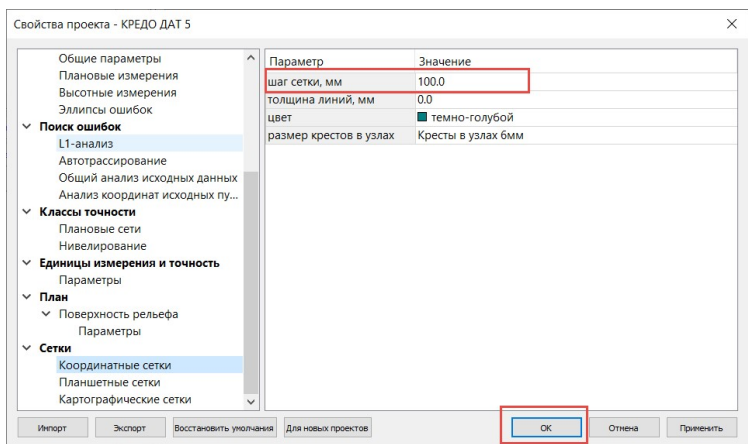 Свойства проекта - КРЕДО ДАТ 5
Общие параметры
Плановые измерения
Высотные измерения
Эллипсы ошибок
Поиск ошибок
L1-анализ
Автотрассирование
Общий анализ исходных данных
Анализ координат исходных пу...
Классы точности
Плановые сети
Нивелирование
Единицы измерения и точность
Параметры
План
Поверхность рельефа
Параметры
Сетки
Координатные сетки
Планшетные сетки
Картографические сетки
Параметр Значение
шаг сетки, мм 100.0
толщина линий, мм 0.0
цвет темно-голубой
размер крестов в узлах Кресты в узлах 6мм
Импорт Экспорт Восстановить умолчания Для новых проектов ОК Отмена Применить